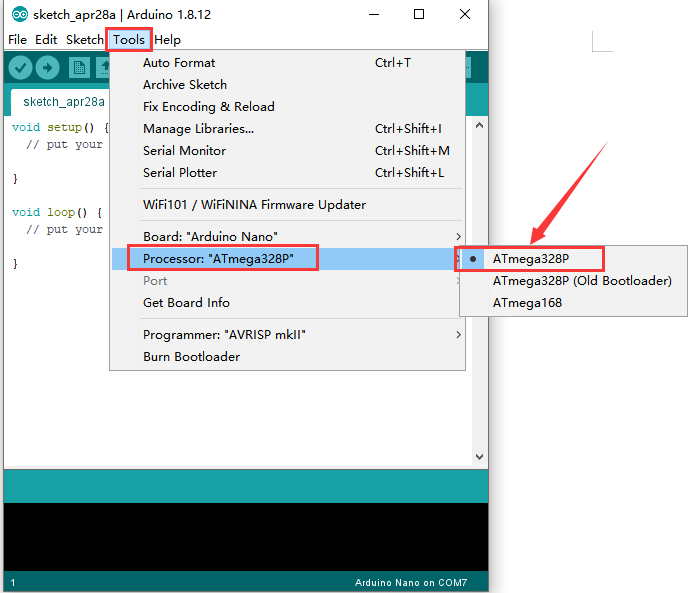 sketch_apr28a | Arduino 1.8.12
File Edit Sketch Tools Help
sketch_apr28a
void setup() {
// put your
}
void loop() {
// put your
}
Auto Format Ctrl+T
Archive Sketch
Fix Encoding & Reload
Manage Libraries... Ctrl+Shift+I
Serial Monitor Ctrl+Shift+M
Serial Plotter Ctrl+Shift+L
WiFi101 / WiFiNINA Firmware Updater
Board: "Arduino Nano"
Processor: "ATmega328P"
Port
Get Board Info
Programmer: "AVRISP mkII"
Burn Bootloader
ATmega328P
ATmega328P (Old Bootloader)
ATmega168
1 Arduino Nano on COM7